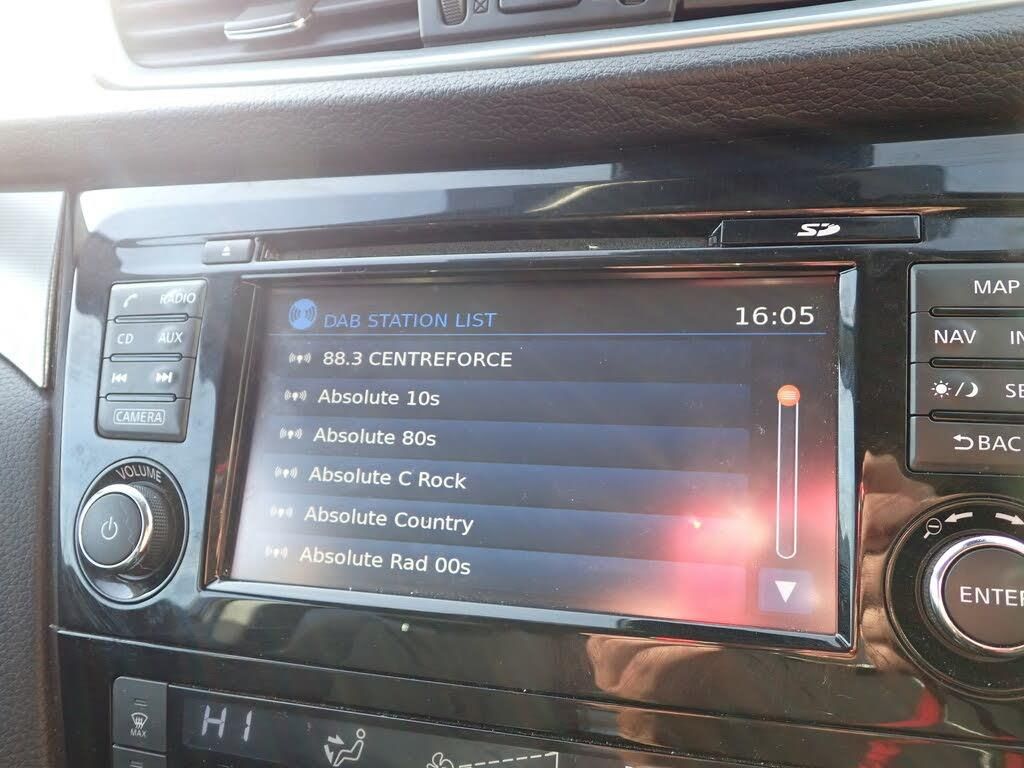 SD
RADIO
CD AUX
CAMERA
VOLUME
DAB STATION LIST 16:05
88.3 CENTREFORCE
Absolute 10s
Absolute 80s
Absolute C Rock
Absolute Country
Absolute Rad 00s
MAP
NAV
BAC
ENTER
MAX
HI